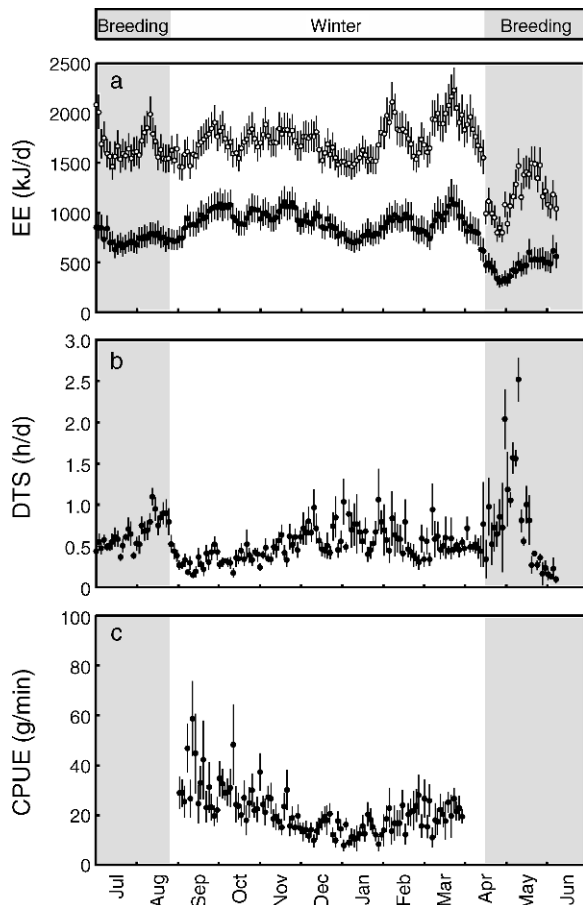 Breeding Winter Breeding
a
EE (kJ/d)
2500
2000
1500
1000
500
0
b
DTS (h/d)
3.0
2.5
2.0
1.5
1.0
0.5
0
c
CPUE (g/min)
100
80
60
40
20
0
Jul Aug Sep Oct Nov Dec Jan Feb Mar Apr May Jun